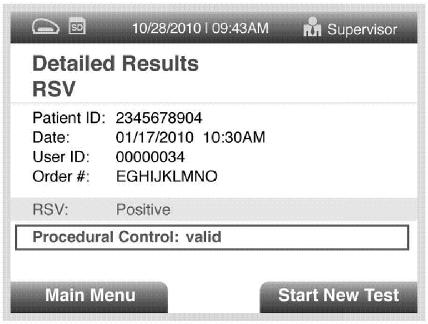 SD 10/28/2010 | 09:43AM Supervisor
Detailed Results
RSV
Patient ID: 2345678904
Date: 01/17/2010 10:30AM
User ID: 00000034
Order #: EGHIJKLMNO
RSV: Positive
Procedural Control: valid
Main Menu Start New Test